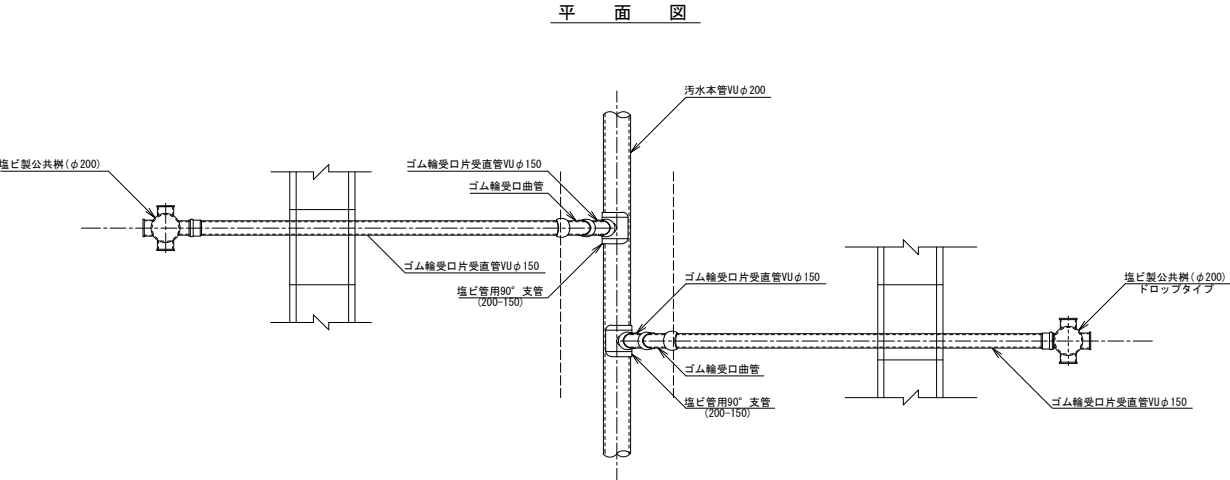 平 面 図
汚水本管VUφ200
塩ビ製公共桝(φ200)
ゴム輪受口片受直管VUφ150
ゴム輪受口曲管
ゴム輪受口片受直管VUφ150
塩ビ管用90° 支管
(200-150)
ゴム輪受口片受直管VUφ150
塩ビ製公共桝(φ200)
ドロップタイプ
ゴム輪受口曲管
塩ビ管用90° 支管
(200-150)
ゴム輪受口片受直管VUφ150